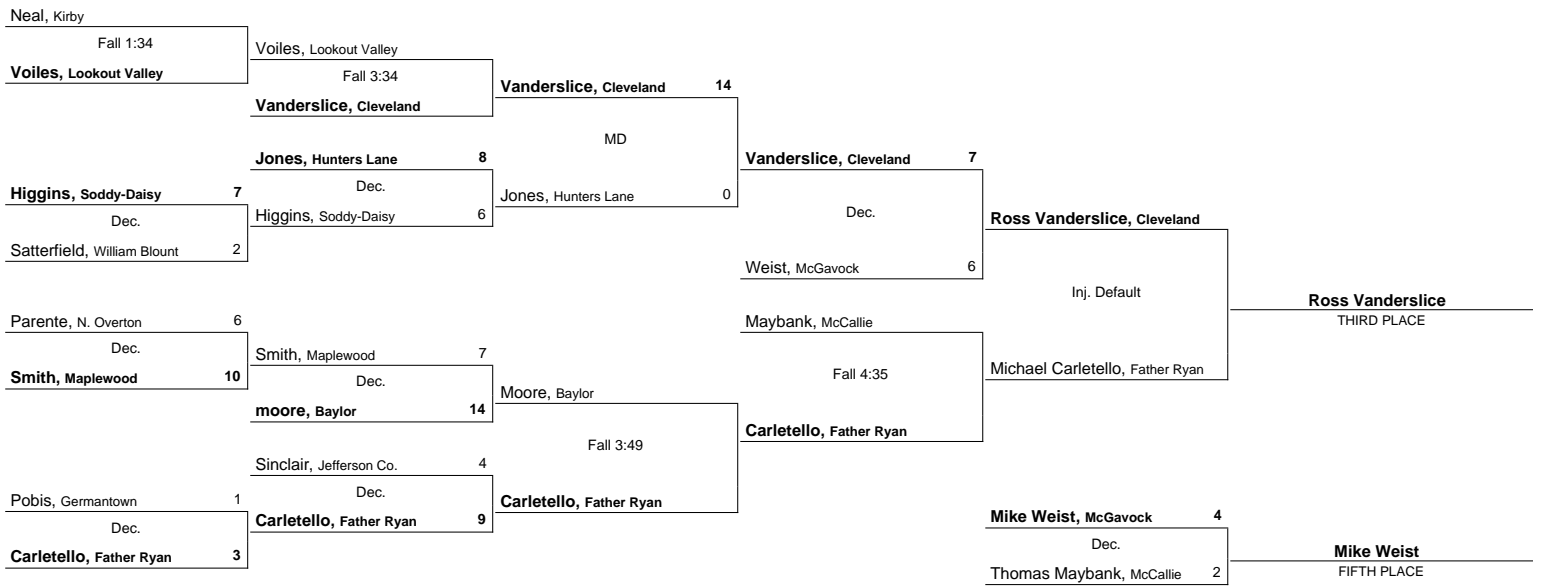 Neal, Kirby
Fall 1:34
Voiles, Lookout Valley
Higgins, Soddy-Daisy 7
Dec.
Satterfield, William Blount 2
Parente, N. Overton 6
Dec.
Smith, Maplewood 10
Pobis, Germantown 1
Dec.
Carletello, Father Ryan 3
Voiles, Lookout Valley
Fall 3:34
Vanderslice, Cleveland
Jones, Hunters Lane 8
Dec.
Higgins, Soddy-Daisy 6
Smith, Maplewood 7
Dec.
moore, Baylor 14
Sinclair, Jefferson Co. 4
Dec.
Carletello, Father Ryan 9
Vanderslice, Cleveland 14
MD
Jones, Hunters Lane 0
Moore, Baylor
Fall 3:49
Carletello, Father Ryan
Vanderslice, Cleveland 7
Dec.
Weist, McGavock 6
Maybank, McCallie
Fall 4:35
Carletello, Father Ryan
Ross Vanderslice, Cleveland
Inj. Default
Michael Carletello, Father Ryan
Ross Vanderslice
THIRD PLACE
Mike Weist, McGavock 4
Dec.
Thomas Maybank, McCallie 2
Mike Weist
FIFTH PLACE